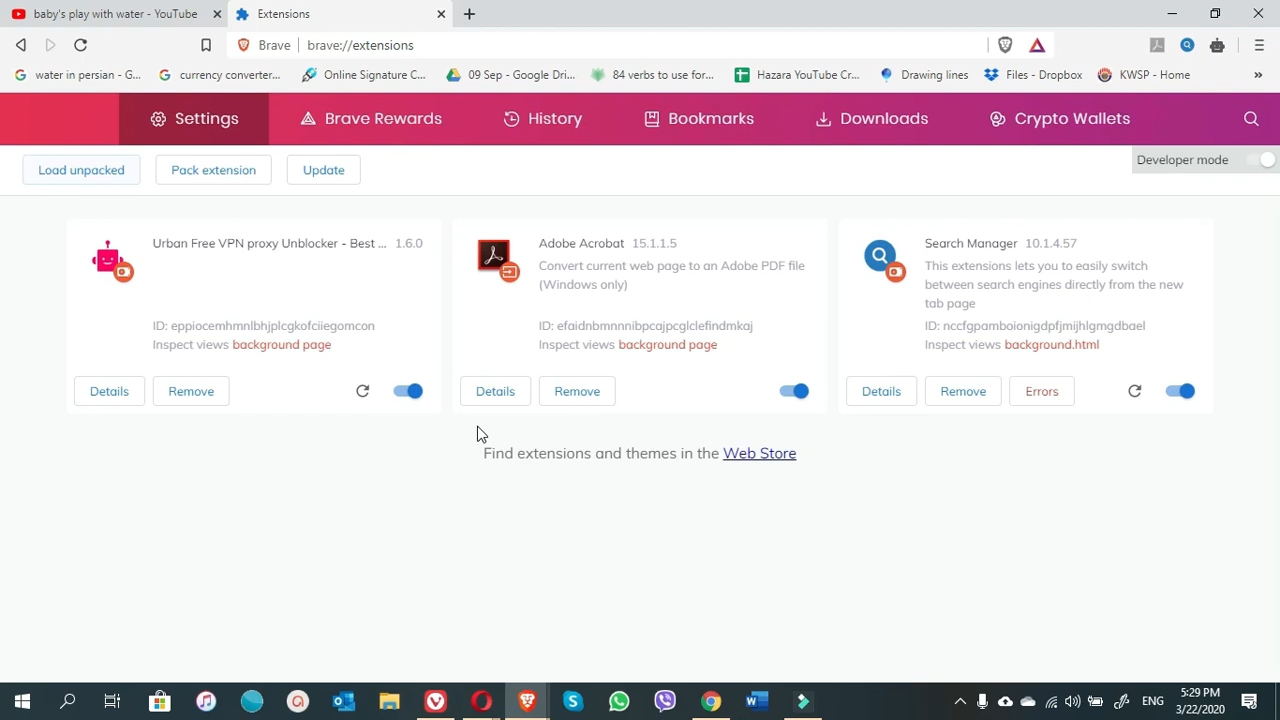 baby's play with water - YouTube
Extensions
Brave
brave://extensions
water in persian - G...
currency converter...
Online Signature C...
09 Sep - Google Driv...
84 verbs to use for...
Hazara YouTube Cr...
Drawing lines
Files - Dropbox
KWSP - Home
»
Settings
Brave Rewards
History
Bookmarks
Downloads
Crypto Wallets
Load unpacked
Pack extension
Update
Developer mode
Urban Free VPN proxy Unblocker - Best ... 1.6.0
ID: eppiocemhmnlbhjplcgkofciiegomcon
Inspect views background page
Details
Remove
Adobe Acrobat 15.1.1.5
Convert current web page to an Adobe PDF file
(Windows only)
ID: efaidnbmnnnibpcajpcglclefindmkaj
Inspect views background page
Details
Remove
Search Manager 10.1.4.57
This extensions lets you to easily switch
between search engines directly from the new
tab page
ID: nccfgpamboionigdpfjmijhlgmgdbael
Inspect views background.html
Details
Remove
Errors
Find extensions and themes in the Web Store
ENG
5:29 PM
3/22/2020